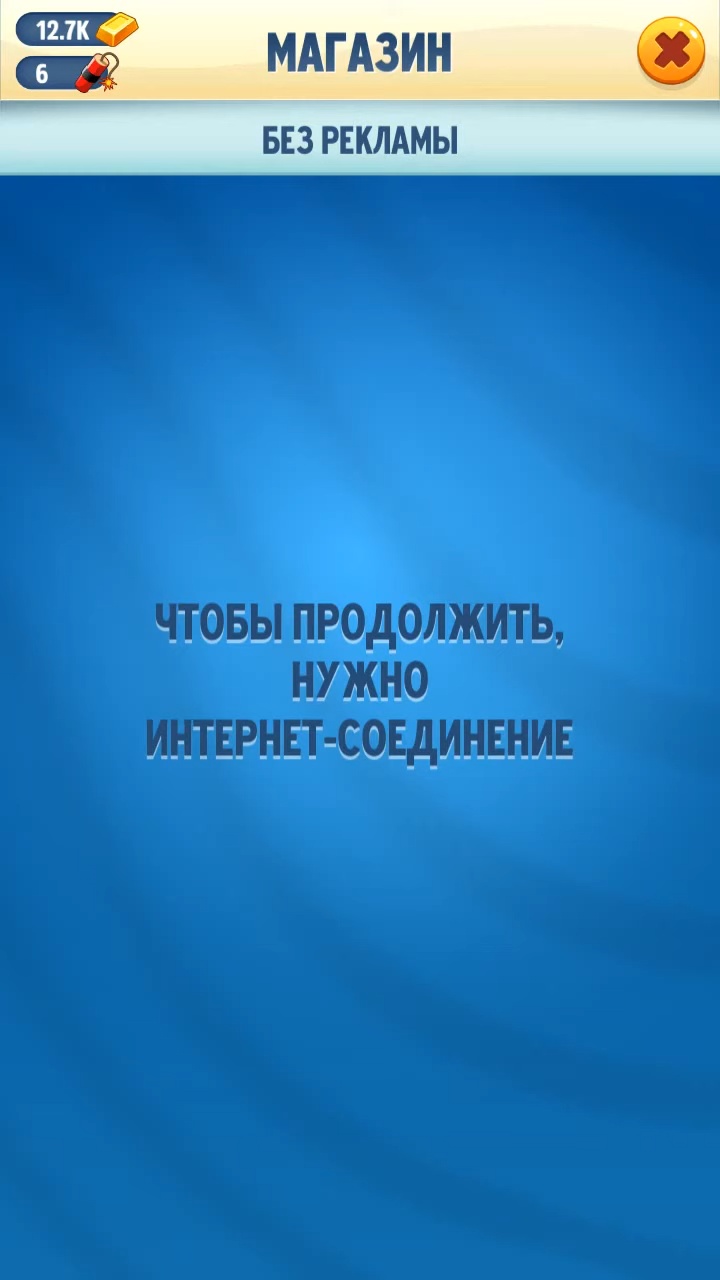 12.7K
6
МАГАЗИН
БЕЗ РЕКЛАМЫ
ЧТОБЫ ПРОДОЛЖИТЬ,
НУЖНО
ИНТЕРНЕТ-СОЕДИНЕНИЕ